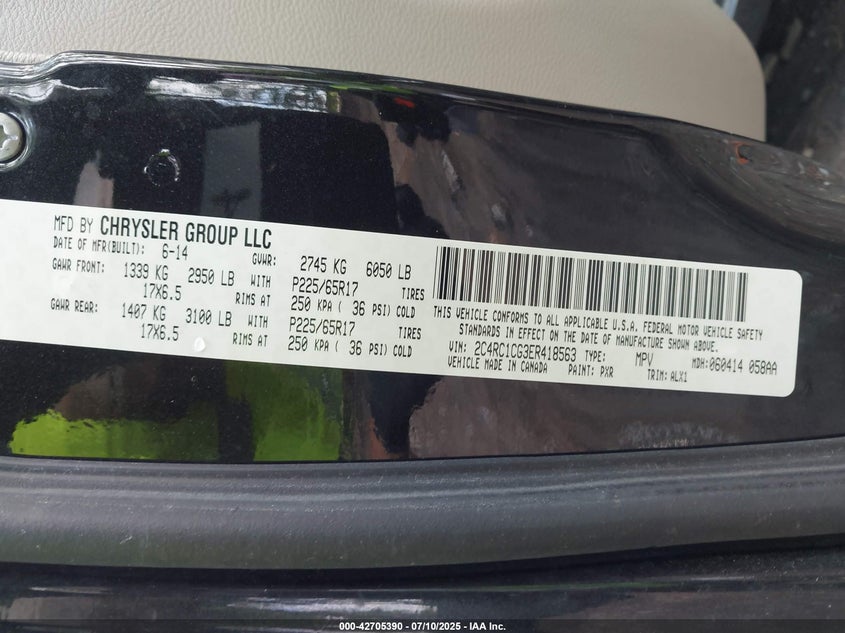 MFD BY CHRYSLER GROUP LLC
DATE OF MFR(BUILT): 6-14 GVWR: 2745 KG 6050 LB
GAWR FRONT: 1339 KG 2950 LB WITH P225/65R17 TIRES
17X6.5 RIMS AT 250 KPA ( 36 PSI) COLD
GAWR REAR: 1407 KG 3100 LB WITH P225/65R17 TIRES
17X6.5 RIMS AT 250 KPA ( 36 PSI) COLD
THIS VEHICLE CONFORMS TO ALL APPLICABLE U.S.A. FEDERAL MOTOR VEHICLE SAFETY
STANDARDS IN EFFECT ON THE DATE OF MANUFACTURE SHOWN ABOVE.
VIN: 2C4RC1CG3ER418563 TYPE: MPV MDH:060414 058AA
VEHICLE MADE IN CANADA PAINT: PXR TRIM: ALX1
000-42705390 - 07/10/2025 - IAA Inc.